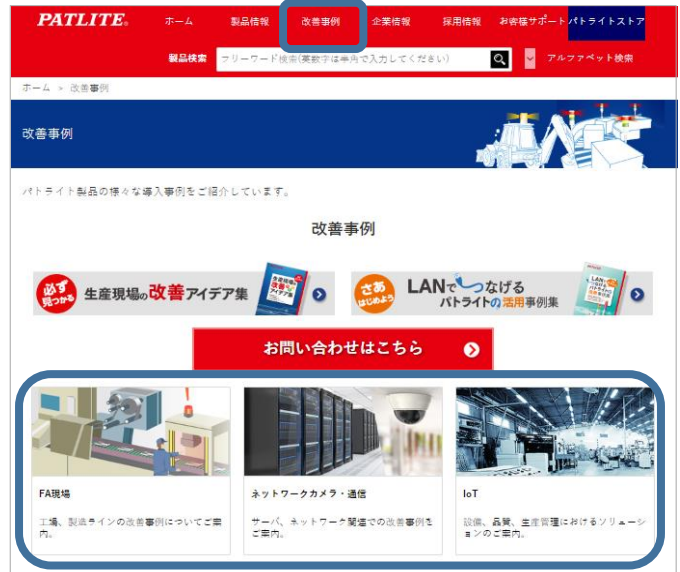 PATLITE. ホーム 製品情報 改善事例 企業情報 採用情報 お客様サポート パトライトストア
製品検索 フリーワード検索(英数字は半角で入力してください) アルファベット検索
ホーム > 改善事例
改善事例
パトライト製品の様々な導入事例をご紹介しています。
改善事例
必ず見つかる 生産現場の改善アイデア集
さあはじめよう LANでつなげる
パトライトの活用事例集
お問い合わせはこちら
FA現場
工場、製造ラインの改善事例についてご案
内。
ネットワークカメラ・通信
サーバ、ネットワーク関連での改善事例を
ご案内。
IoT
設備、品質、生産管理におけるソリューシ
ョンのご案内。